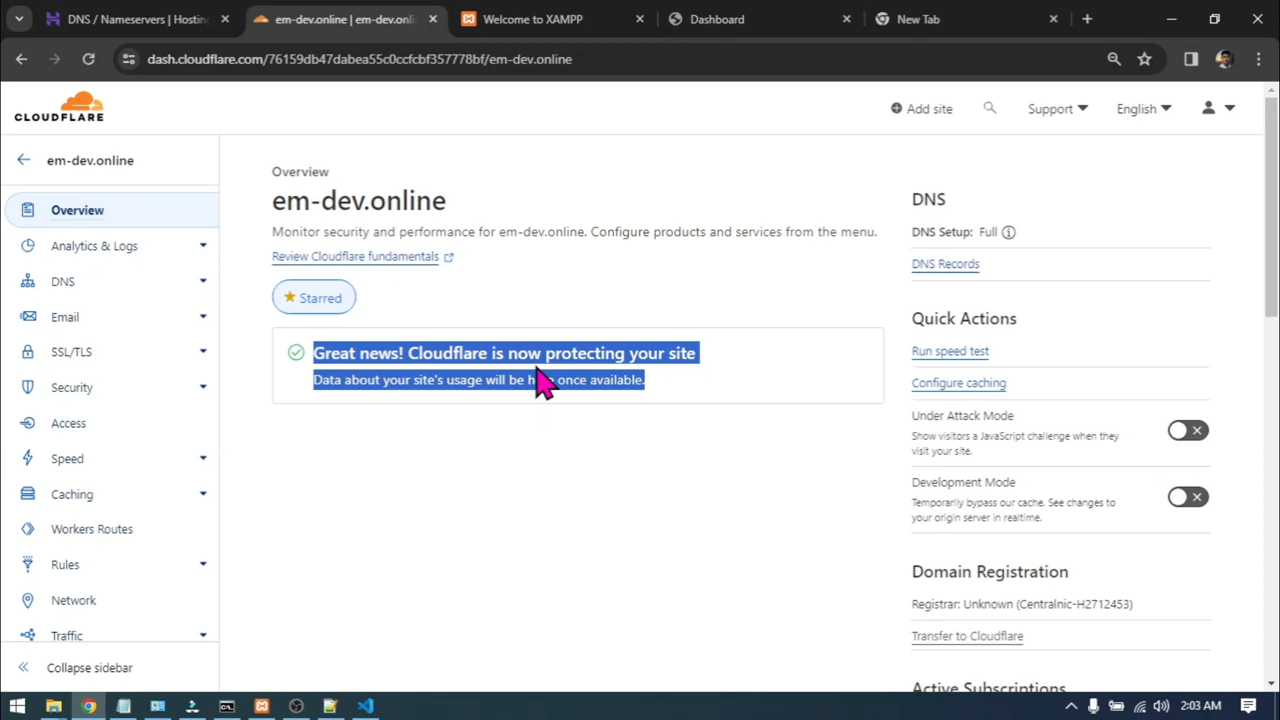 DNS / Nameservers | Hostin
em-dev.online | em-dev.onli
Welcome to XAMPP
Dashboard
New Tab
dash.cloudflare.com/76159db47dabea55c0ccfcbf357778bf/em-dev.online
CLOUDFLARE
Add site
Support
English
em-dev.online
Overview
Analytics & Logs
DNS
Email
SSL/TLS
Security
Access
Speed
Caching
Workers Routes
Rules
Network
Traffic
Collapse sidebar
Overview
em-dev.online
Monitor security and performance for em-dev.online. Configure products and services from the menu.
Review Cloudflare fundamentals
Starred
Great news! Cloudflare is now protecting your site
Data about your site's usage will be once available.
DNS
DNS Setup: Full
DNS Records
Quick Actions
Run speed test
Configure caching
Under Attack Mode
Show visitors a JavaScript challenge when they
visit your site.
Development Mode
Temporarily bypass our cache. See changes to
your origin server in realtime.
Domain Registration
Registrar: Unknown (Centralnic-H2712453)
Transfer to Cloudflare
Active Subscriptions
2:03 AM